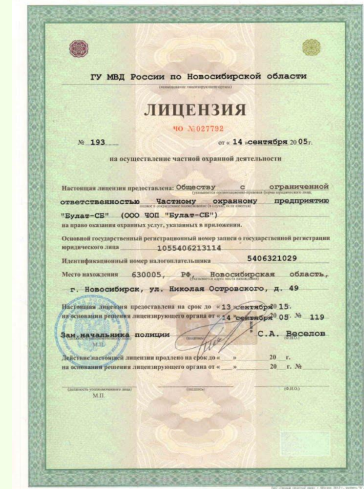 ГУ МВД России по Новосибирской области
ЛИЦЕНЗИЯ
ЧО №027792
№ 193 от « 14 » сентября 2005г.
на осуществление частной охранной деятельности
Настоящая лицензия предоставлена: Обществу с ограниченной
ответственностью Частному охранному предприятию
"Булат-СБ" (ООО ЧОП "Булат-СБ")
на право оказания охранных услуг, указанных в приложении.
Основной государственный регистрационный номер записи о государственной регистрации
юридического лица 1055406213114
Идентификационный номер налогоплательщика 5406321029
Место нахождения 630005, РФ, Новосибирская область,
г. Новосибирск, ул. Николая Островского, д. 49
Настоящая лицензия предоставлена на срок до «13 сентября 15.
на основании решения лицензирующего органа от «14 сентября 05 г. № 119
Зам.начальника полиции С.А. Веселов
М.П. (Ф.И.О.)
Действие настоящей лицензии продлено на срок до « » 20 г.
на основании решения лицензирующего органа от « » 20 г. №
М.П. (Ф.И.О.)